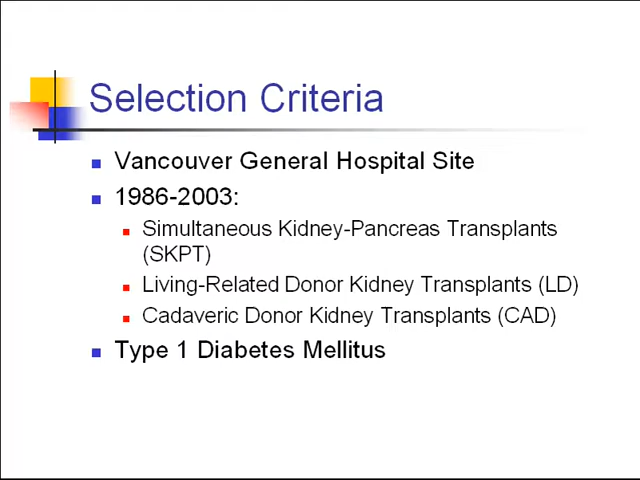 Selection Criteria
Vancouver General Hospital Site
1986-2003:
Simultaneous Kidney-Pancreas Transplants
(SKPT)
Living-Related Donor Kidney Transplants (LD)
Cadaveric Donor Kidney Transplants (CAD)
Type 1 Diabetes Mellitus